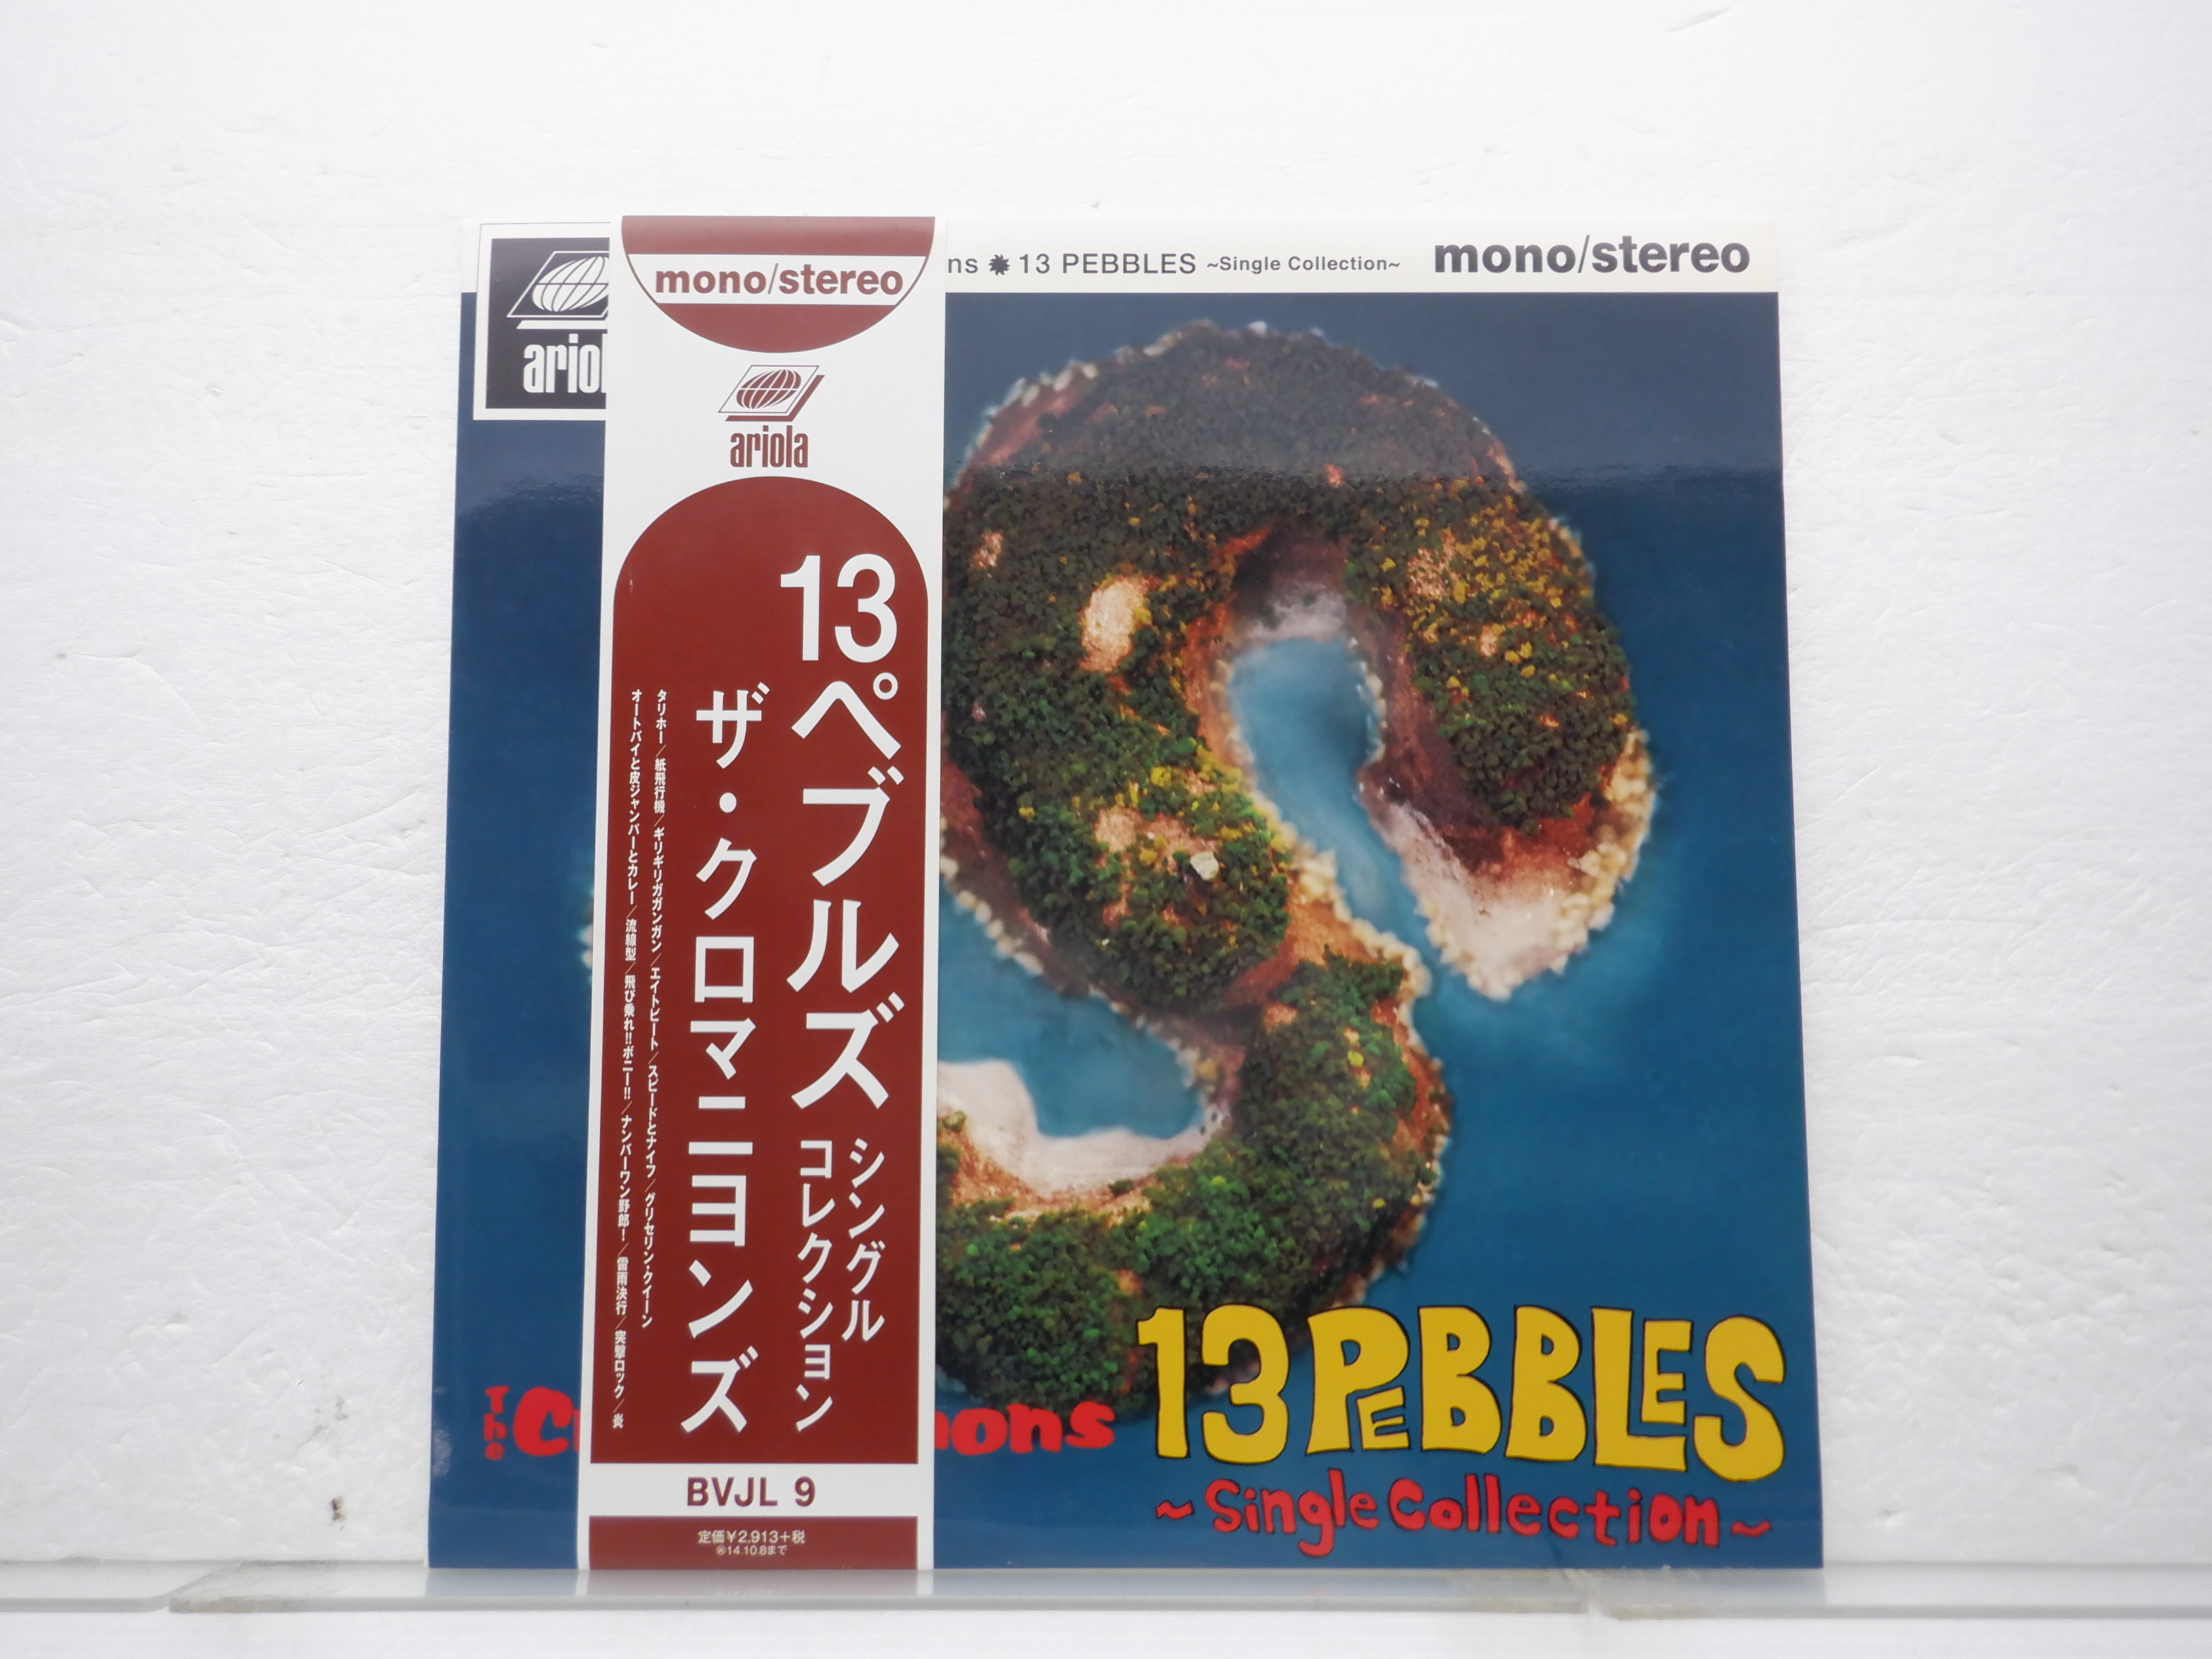 ns ✹ 13 PEBBLES ~Single Collection~ mono/stereo
ariol
mono/stereo
ariola
13ペブルズ シングル コレクション
ザ・クロマニヨンズ
タリホー/紙飛行機/ギリギリガガンガン/エイトビート/スピードとナイフ/グリセリン・クイーン
オートバイと皮ジャンパーとカレー/流線型/飛び乗れ!!ボニー!!/ナンバーワン野郎!/雷雨決行/突撃ロック/炎
BVJL 9
定価¥2,913+税
㋿14.10.8まで
The C
nons
13 PEBBLES
~Single Collection~